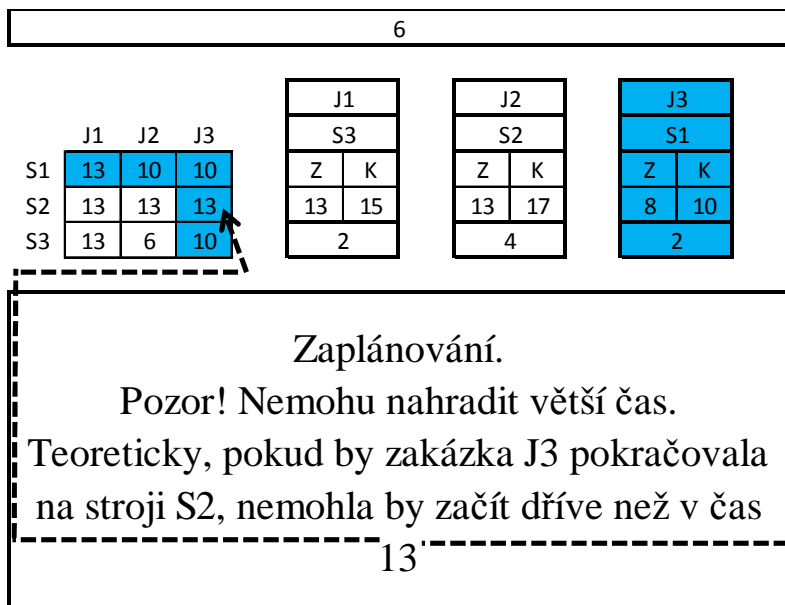 6
J1 J2 J3
S3 S2 S1
J1 J2 J3
S1 13 10 10 Z K Z K Z K
S2 13 13 13 13 15 13 17 8 10
S3 13 6 10 2 4 2
Zaplánování.
Pozor! Nemohu nahradit větší čas.
Teoreticky, pokud by zakázka J3 pokračovala
na stroji S2, nemohla by začít dříve než v čas
13